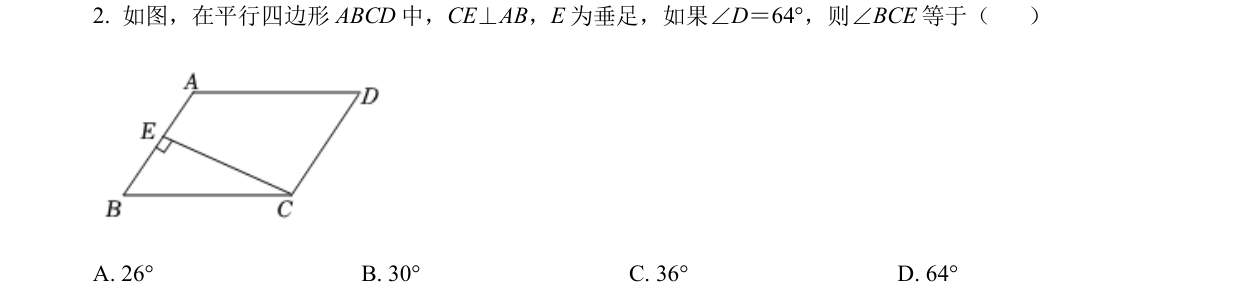 2. 如图，在平行四边形 ABCD 中，CE⊥AB，E 为垂足，如果∠D＝64°，则∠BCE 等于（　　）
A
D
E
B
C
A. 26°　B. 30°　C. 36°　D. 64°